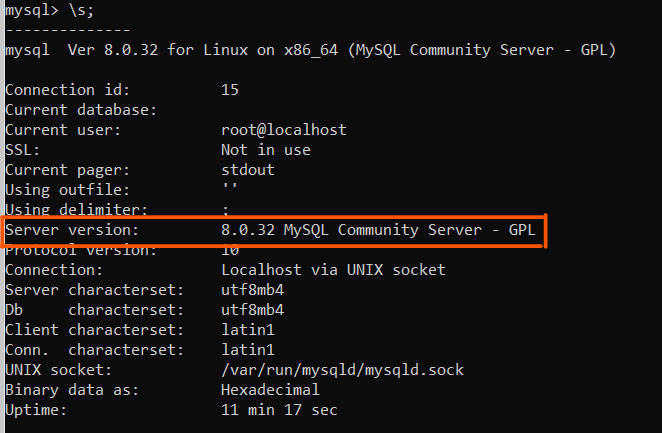 mysql> \s;
--------------
mysql  Ver 8.0.32 for Linux on x86_64 (MySQL Community Server - GPL)
Connection id:          15
Current database:
Current user:           root@localhost
SSL:                    Not in use
Current pager:          stdout
Using outfile:          ''
Using delimiter:        ;
Server version:         8.0.32 MySQL Community Server - GPL
Protocol version:       10
Connection:             Localhost via UNIX socket
Server characterset:    utf8mb4
Db     characterset:    utf8mb4
Client characterset:    latin1
Conn.  characterset:    latin1
UNIX socket:            /var/run/mysqld/mysqld.sock
Binary data as:         Hexadecimal
Uptime:                 11 min 17 sec